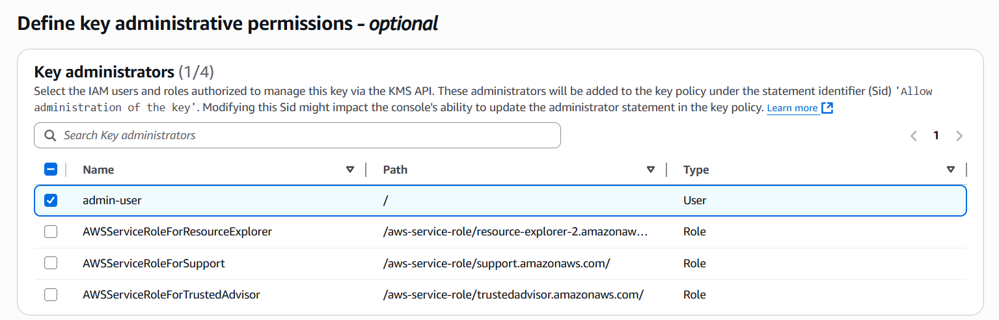 Define key administrative permissions – optional
Key administrators (1/4)
Select the IAM users and roles authorized to manage this key via the KMS API. These administrators will be added to the key policy under the statement identifier (Sid) 'Allow
administration of the key'. Modifying this Sid might impact the console's ability to update the administrator statement in the key policy. Learn more
Search Key administrators
1
Name Path Type
admin-user / User
AWSServiceRoleForResourceExplorer /aws-service-role/resource-explorer-2.amazonaw… Role
AWSServiceRoleForSupport /aws-service-role/support.amazonaws.com/ Role
AWSServiceRoleForTrustedAdvisor /aws-service-role/trustedadvisor.amazonaws.com/ Role